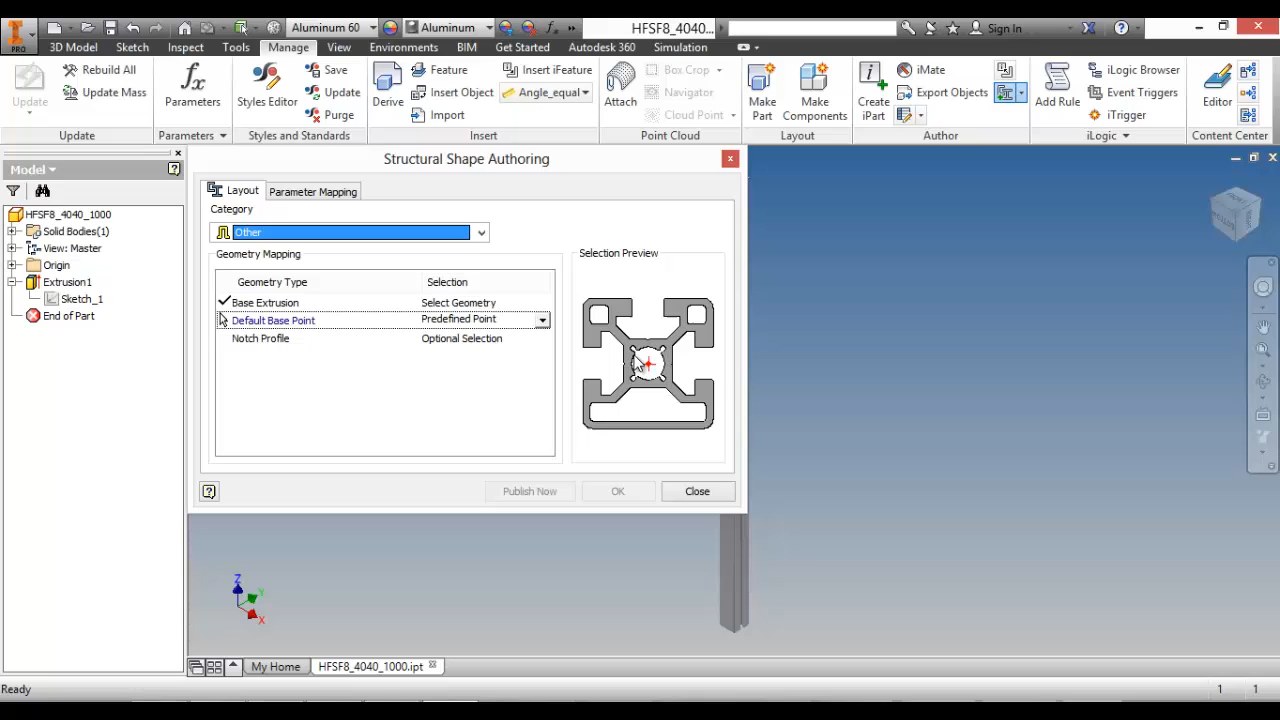 PRO
Aluminum 60
Aluminum
HFSF8_4040_...
Sign In
3D Model
Sketch
Inspect
Tools
Manage
View
Environments
BIM
Get Started
Autodesk 360
Simulation
Update
Rebuild All
Update Mass
Update
Parameters
Parameters
Styles Editor
Save
Update
Purge
Styles and Standards
Derive
Feature
Insert Object
Import
Insert iFeature
Angle_equal
Insert
Attach
Box Crop
Navigator
Cloud Point
Point Cloud
Make Part
Make Components
Layout
Create iPart
iMate
Export Objects
Author
Add Rule
iLogic Browser
Event Triggers
iTrigger
iLogic
Editor
Content Center
Model
HFSF8_4040_1000
Solid Bodies(1)
View: Master
Origin
Extrusion1
Sketch_1
End of Part
Structural Shape Authoring
Layout
Parameter Mapping
Category
Other
Geometry Mapping
Geometry Type
Selection
Base Extrusion
Select Geometry
Default Base Point
Predefined Point
Notch Profile
Optional Selection
Selection Preview
Publish Now
OK
Close
Z
Y
X
My Home
HFSF8_4040_1000.ipt
Ready
1
1